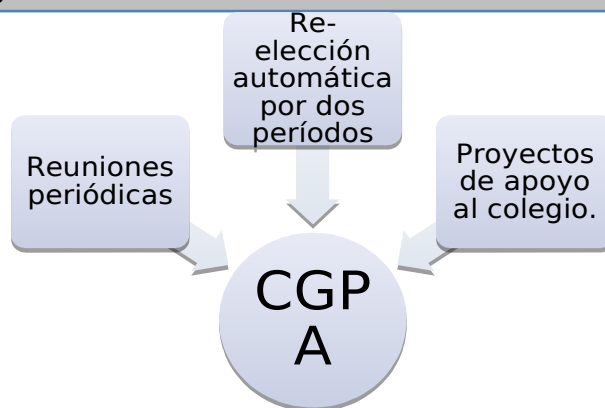 Re-
elección
automática
por dos
períodos
Reuniones
periódicas
Proyectos
de apoyo
al colegio.
CGP
A